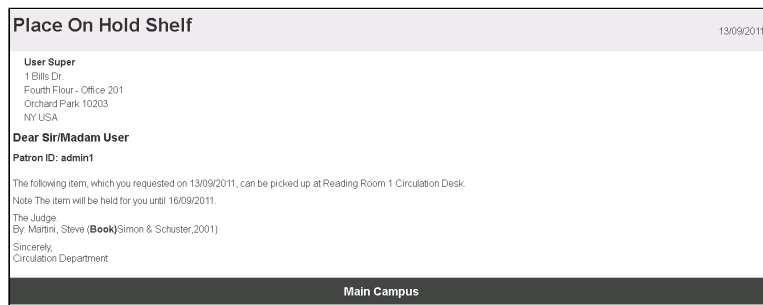 Place On Hold Shelf
13/09/2011
User Super
1 Bills Dr.
Fourth Flour - Office 201
Orchard Park 10203
NY USA
Dear Sir/Madam User
Patron ID: admin1
The following item, which you requested on 13/09/2011, can be picked up at Reading Room 1 Circulation Desk.
Note The item will be held for you until 16/09/2011.
The Judge.
By: Martini, Steve (Book)Simon & Schuster,2001)
Sincerely,
Circulation Department
Main Campus